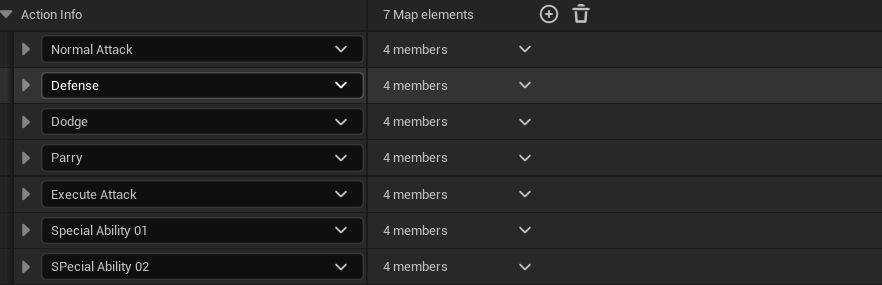 Action Info 7 Map elements
Normal Attack 4 members
Defense 4 members
Dodge 4 members
Parry 4 members
Execute Attack 4 members
Special Ability 01 4 members
SPecial Ability 02 4 members